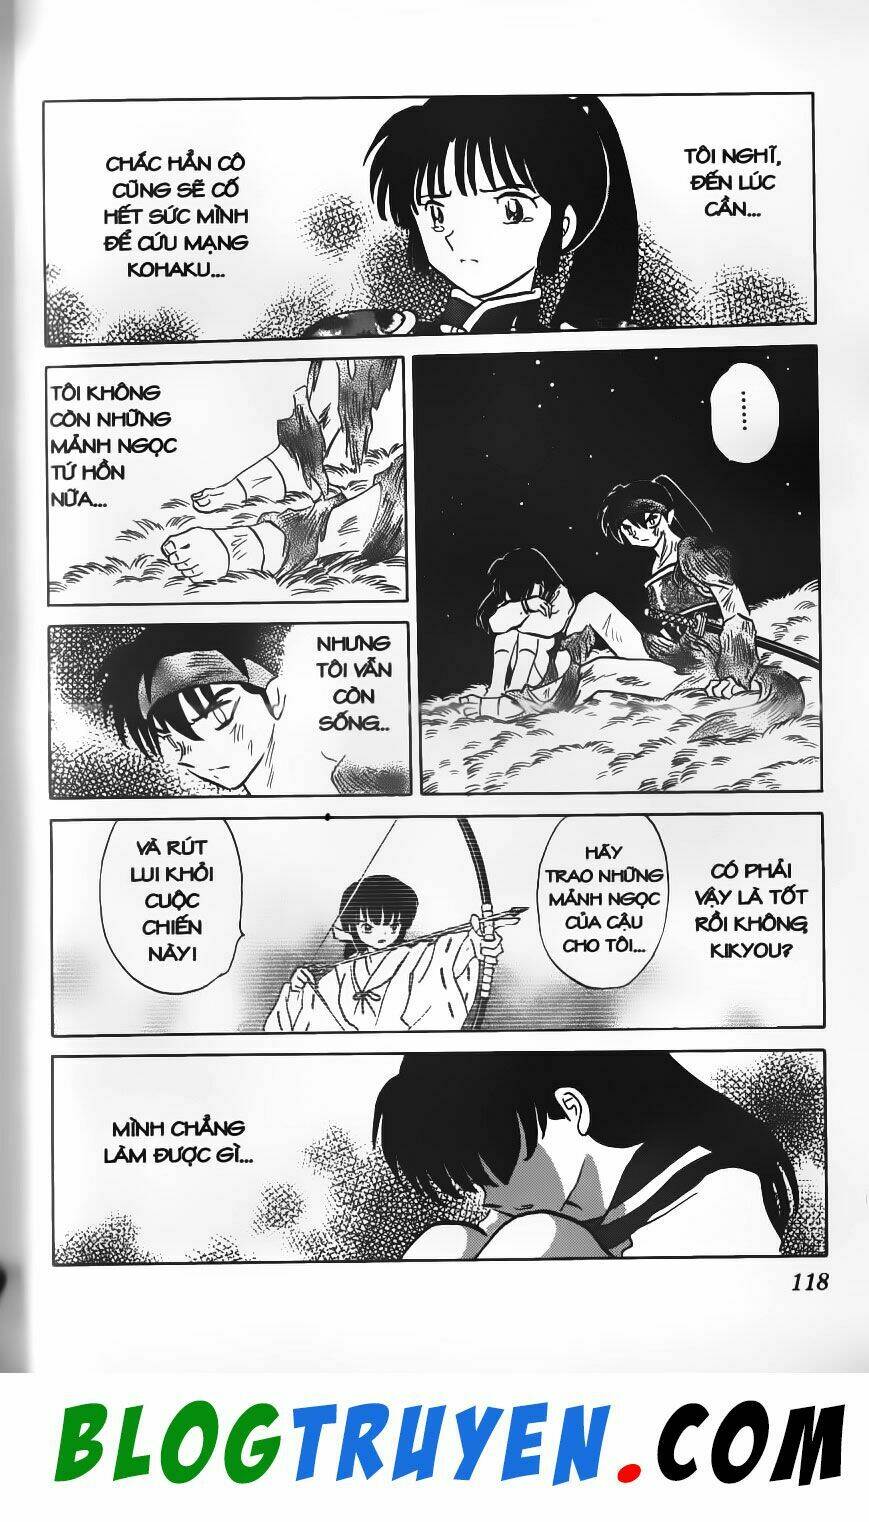 TÔI NGHĨ,
ĐẾN LÚC
CẦN...
CHẮC HẲN CÔ
CŨNG SẼ CỐ
HẾT SỨC MÌNH
ĐỂ CỨU MẠNG
KOHAKU...
........
TÔI KHÔNG
CÒN NHỮNG
MẢNH NGỌC
TỨ HỒN
NỮA...
NHƯNG
TÔI VẪN
CÒN
SỐNG...
CÓ PHẢI
VẬY LÀ TỐT
RỒI KHÔNG,
KIKYOU?
HÃY
TRAO NHỮNG
MẢNH NGỌC
CỦA CẬU
CHO TÔI...
VÀ RÚT
LUI KHỎI
CUỘC
CHIẾN
NÀY!
MÌNH CHẲNG
LÀM ĐƯỢC GÌ...
118
BLOGTRUYEN.COM